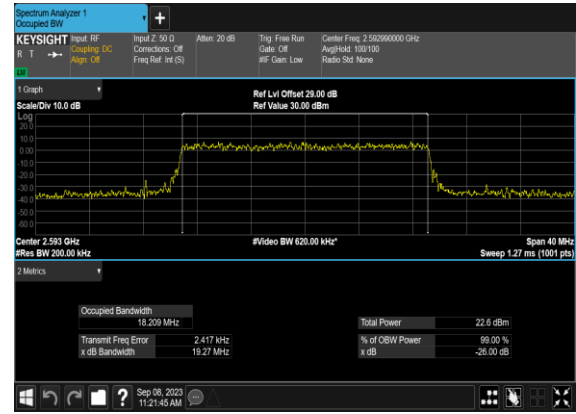 Spectrum Analyzer 1
Occupied BW
+
KEYSIGHT Input: RF Input Z: 50 Ω Atten: 20 dB Trig: Free Run Center Freq: 2.592990000 GHz
R T Coupling: DC Corrections: Off Gate: Off Avg|Hold: 100/100
Align: Off Freq Ref: Int (S) #IF Gain: Low Radio Std: None
1 Graph
Ref Lvl Offset 29.00 dB
Scale/Div 10.0 dB Ref Value 30.00 dBm
Log
20.0
10.0
0.00
-10.0
-20.0
-30.0
-40.0
-50.0
-60.0
Center 2.593 GHz #Video BW 620.00 kHz* Span 40 MHz
#Res BW 200.00 kHz Sweep 1.27 ms (1001 pts)
2 Metrics
Occupied Bandwidth
18.209 MHz Total Power 22.6 dBm
Transmit Freq Error 2.417 kHz % of OBW Power 99.00 %
x dB Bandwidth 19.27 MHz x dB -26.00 dB
?
Sep 08, 2023
11:21:45 AM